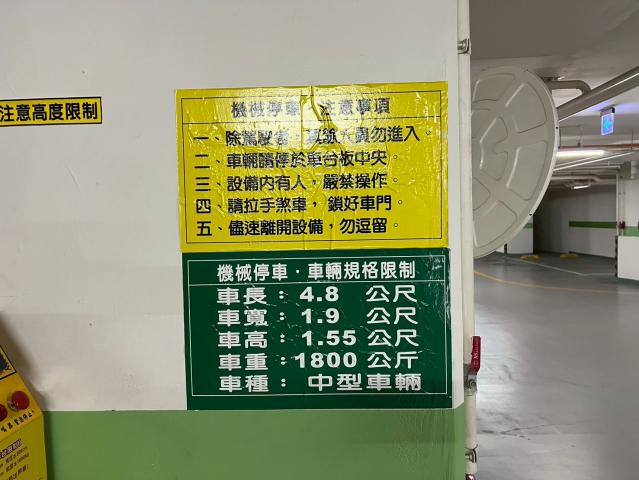 注意高度限制
機械停車．注意事項
一、除駕駛者，其餘人員勿進入。
二、車輛請停於車台板中央。
三、設備內有人，嚴禁操作。
四、請拉手煞車，鎖好車門。
五、儘速離開設備，勿逗留。
機械停車．車輛規格限制
車長：4.8 公尺
車寬：1.9 公尺
車高：1.55 公尺
車重：1800 公斤
車種：中型車輛